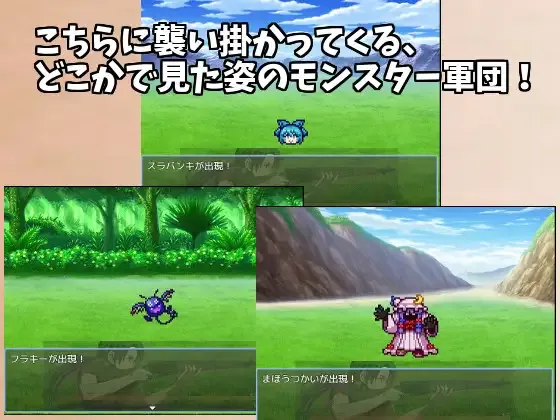 こちらに襲い掛かってくる、
どこかで見た姿のモンスター軍団！
スラバンキが出現！
フラキーが出現！
まほうつかいが出現！